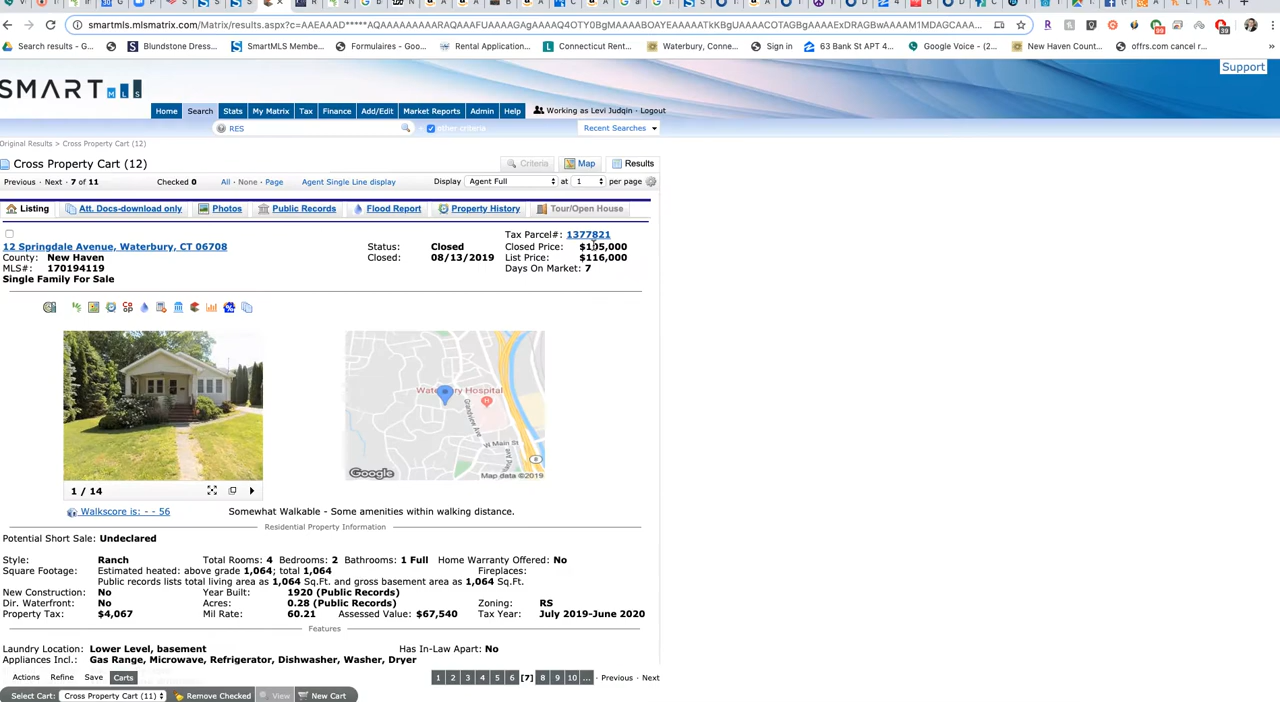 smartmls.mlsmatrix.com/Matrix/results.aspx?c=AAEAAAD*****AQAAAAAAAAARAQAAAFUAAAAGAgAAAAQ4OTY0BgMAAAABOAYEAAAAATkKBgUAAAACOTAGBgAAAAExDRAGBwAAAAM1MDAGCAAA...
Search results - G...
Blundstone Dress...
SmartMLS Membe...
Formulaires - Goo...
Rental Application...
Connecticut Rent...
Waterbury, Conne...
Sign in
63 Bank St APT 4...
Google Voice - (2...
New Haven Count...
offrs.com cancel r...
»
Support
SMART MLS
Home Search Stats My Matrix Tax Finance Add/Edit Market Reports Admin Help Working as Levi Judqin · Logout
RES other criteria Recent Searches
Original Results > Cross Property Cart (12)
Cross Property Cart (12) Criteria Map Results
Previous · Next · 7 of 11 Checked 0 All · None · Page Agent Single Line display Display Agent Full at 1 per page
Listing Att. Docs-download only Photos Public Records Flood Report Property History Tour/Open House
Tax Parcel#: 1377821
12 Springdale Avenue, Waterbury, CT 06708 Status: Closed Closed Price: $105,000
County: New Haven Closed: 08/13/2019 List Price: $116,000
MLS#: 170194119 Days On Market: 7
Single Family For Sale
Waterbury Hospital
Grandview Ave
W Main St
8
Google Map data ©2019
1 / 14
Walkscore is: - - 56 Somewhat Walkable - Some amenities within walking distance.
Residential Property Information
Potential Short Sale: Undeclared
Style: Ranch Total Rooms: 4 Bedrooms: 2 Bathrooms: 1 Full Home Warranty Offered: No
Square Footage: Estimated heated: above grade 1,064; total 1,064 Fireplaces:
Public records lists total living area as 1,064 Sq.Ft. and gross basement area as 1,064 Sq.Ft.
New Construction: No Year Built: 1920 (Public Records)
Dir. Waterfront: No Acres: 0.28 (Public Records) Zoning: RS
Property Tax: $4,067 Mil Rate: 60.21 Assessed Value: $67,540 Tax Year: July 2019-June 2020
Features
Laundry Location: Lower Level, basement Has In-Law Apart: No
Appliances Incl.: Gas Range, Microwave, Refrigerator, Dishwasher, Washer, Dryer
Actions Refine Save Carts 1 2 3 4 5 6 [7] 8 9 10 ... · Previous · Next
Select Cart: Cross Property Cart (11) Remove Checked View New Cart